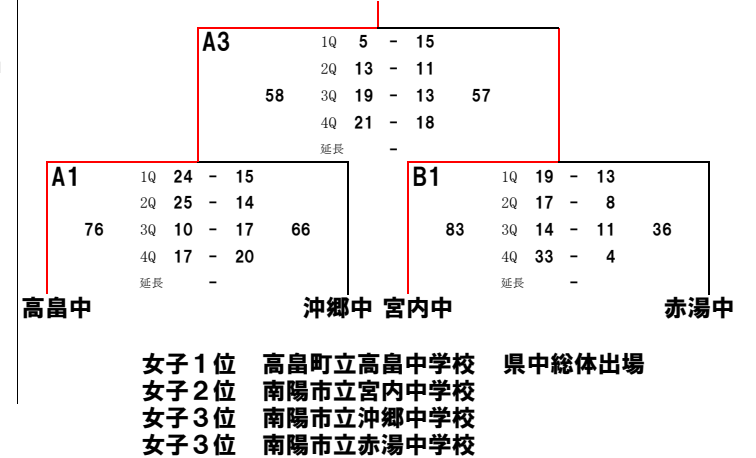 A3 1Q 5 - 15
2Q 13 - 11
58 3Q 19 - 13 57
4Q 21 - 18
延長 -
A1 1Q 24 - 15 B1 1Q 19 - 13
2Q 25 - 14 2Q 17 - 8
76 3Q 10 - 17 66 83 3Q 14 - 11 36
4Q 17 - 20 4Q 33 - 4
延長 - 延長 -
高畠中 沖郷中 宮内中 赤湯中
女子１位 高畠町立高畠中学校 県中総体出場
女子２位 南陽市立宮内中学校
女子３位 南陽市立沖郷中学校
女子３位 南陽市立赤湯中学校